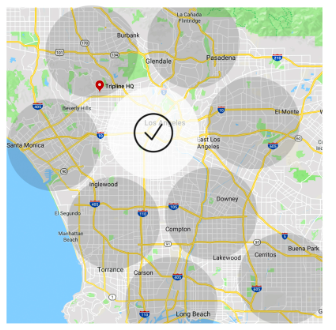 La Cañada
Flintridge
Burbank
Glendale
Pasadena
Tripline HQ
Beverly Hills
Los Angeles
El Monte
East Los
Angeles
Santa Monica
Inglewood
El Segundo
Downey
Manhattan
Beach
Compton
Buena Park
Lakewood
Cerritos
Torrance
Carson
Long Beach